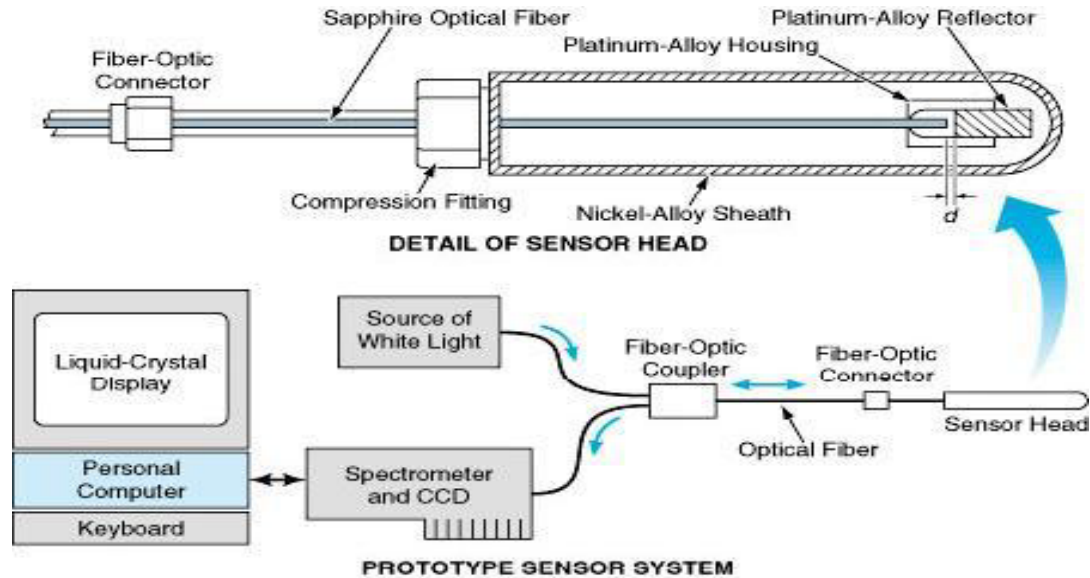 Sapphire Optical Fiber
Platinum-Alloy Reflector
Fiber-Optic
Connector
Platinum-Alloy Housing
Compression Fitting
Nickel-Alloy Sheath
d
DETAIL OF SENSOR HEAD
Source of
White Light
Liquid-Crystal
Display
Fiber-Optic
Coupler
Fiber-Optic
Connector
Sensor Head
Optical Fiber
Personal
Computer
Spectrometer
and CCD
Keyboard
PROTOTYPE SENSOR SYSTEM